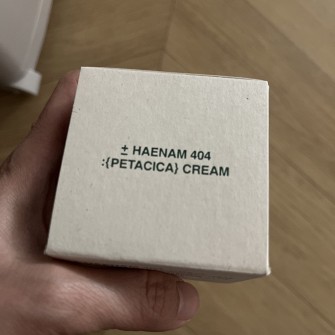 ± HAENAM 404
:{PETACICA} CREAM